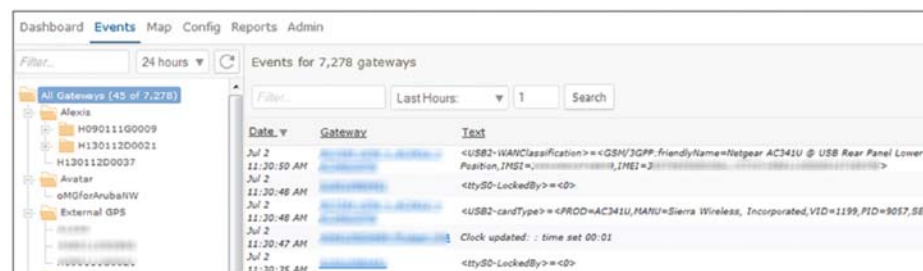 Dashboard Events Map Config Reports Admin
Filter... 24 hours
Events for 7,278 gateways
Filter... Last Hours: 1 Search
All Gateways (45 of 7,278)
Alexis
H090111G0009
H130112D0021
H130112D0037
Avatar
oMGforArubaNW
External GPS
Date Gateway Text
Jul 2
11:30:50 AM
<USB2-WANClassification>=<GSM/3GPP:friendlyName=Netgear AC341U @ USB Rear Panel Lower
Position,IMSI= ,IMEI=3 >
Jul 2
11:30:48 AM
<ttyS0-LockedBy>=<0>
Jul 2
11:30:48 AM
<USB2-cardType>=<PROD=AC341U,MANU=Sierra Wireless, Incorporated,VID=1199,PID=9057,SE
Jul 2
11:30:47 AM
Clock updated: : time set 00:01
Jul 2
11:30:35 AM
<ttyS0-LockedBy>=<0>